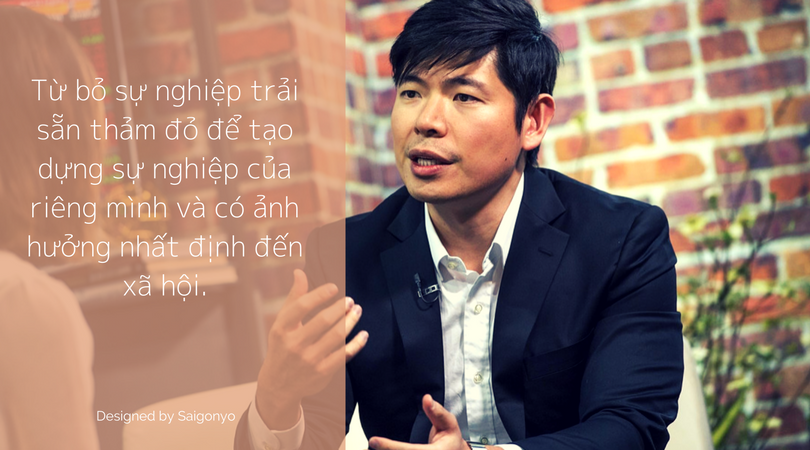 Từ bỏ sự nghiệp trải
sẵn thảm đỏ để tạo
dựng sự nghiệp của
riêng mình và có ảnh
hưởng nhất định đến
xã hội.
Designed by Saigonyo